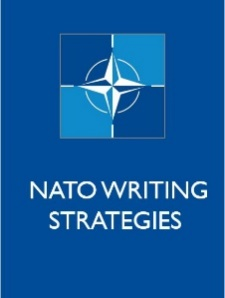 NATO WRITING
STRATEGIES